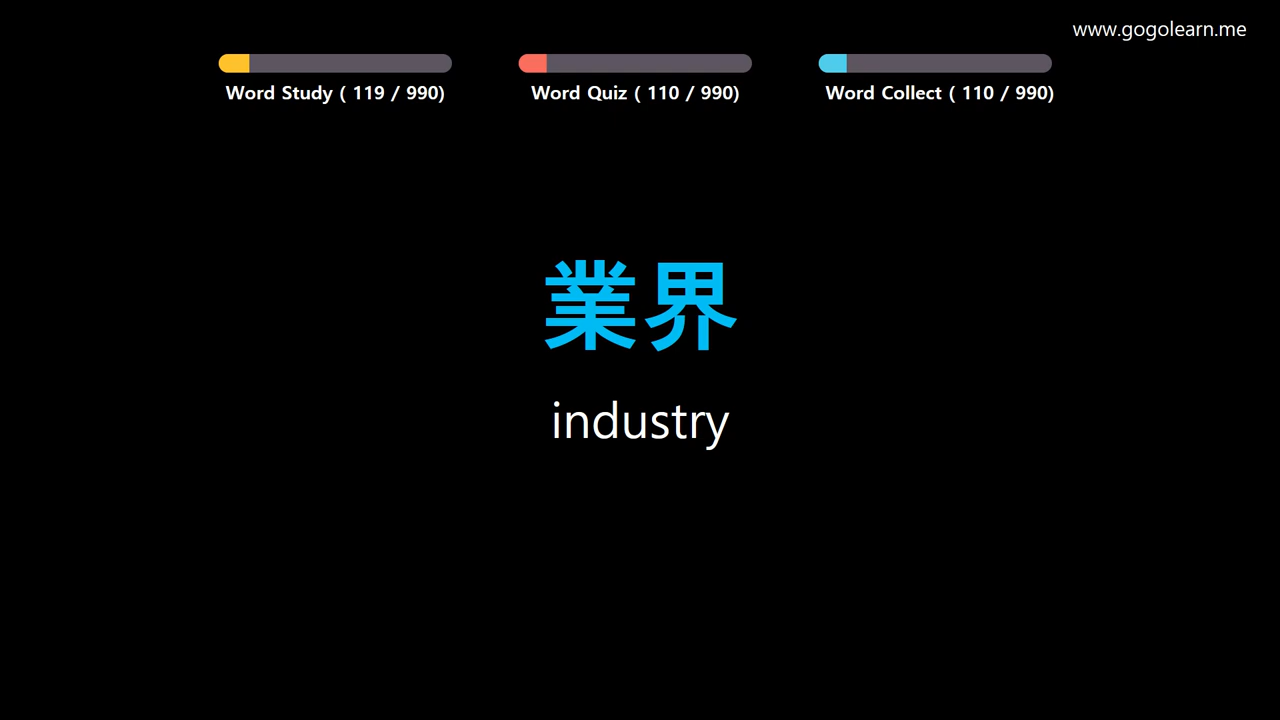 www.gogolearn.me
Word Study ( 119 / 990)
Word Quiz ( 110 / 990)
Word Collect ( 110 / 990)
業界
industry